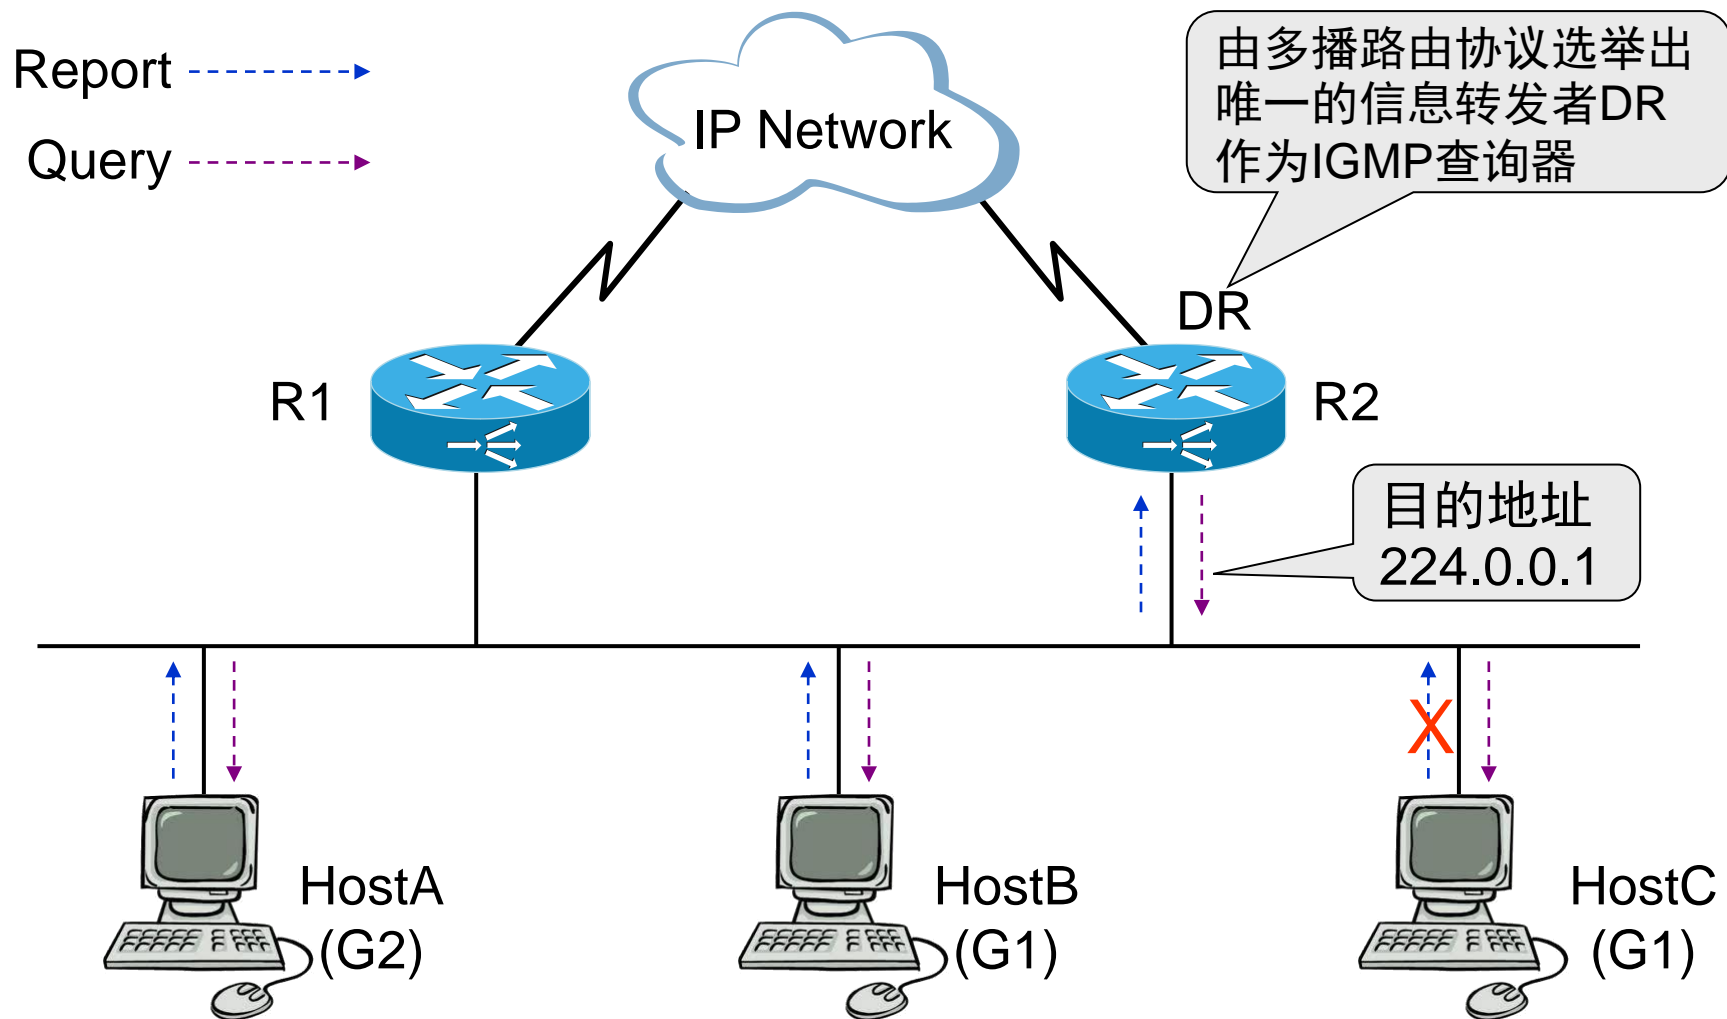 Report
Query
IP Network
由多播路由协议选举出
唯一的信息转发者DR
作为IGMP查询器
DR
R1
R2
目的地址
224.0.0.1
X
HostA
(G2)
HostB
(G1)
HostC
(G1)